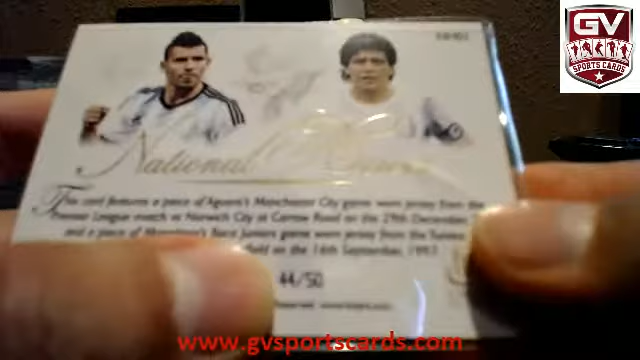 GV
SPORTS CARDS
National
This card features a piece of Aguero's Manchester City game worn jersey from the
Premier League match at Norwich City at Carrow Road on the 29th December
and a piece of Maradona's Boca Juniors game worn jersey from the
field on the 16th September, 1997.
44/50
www.gvsportscards.com